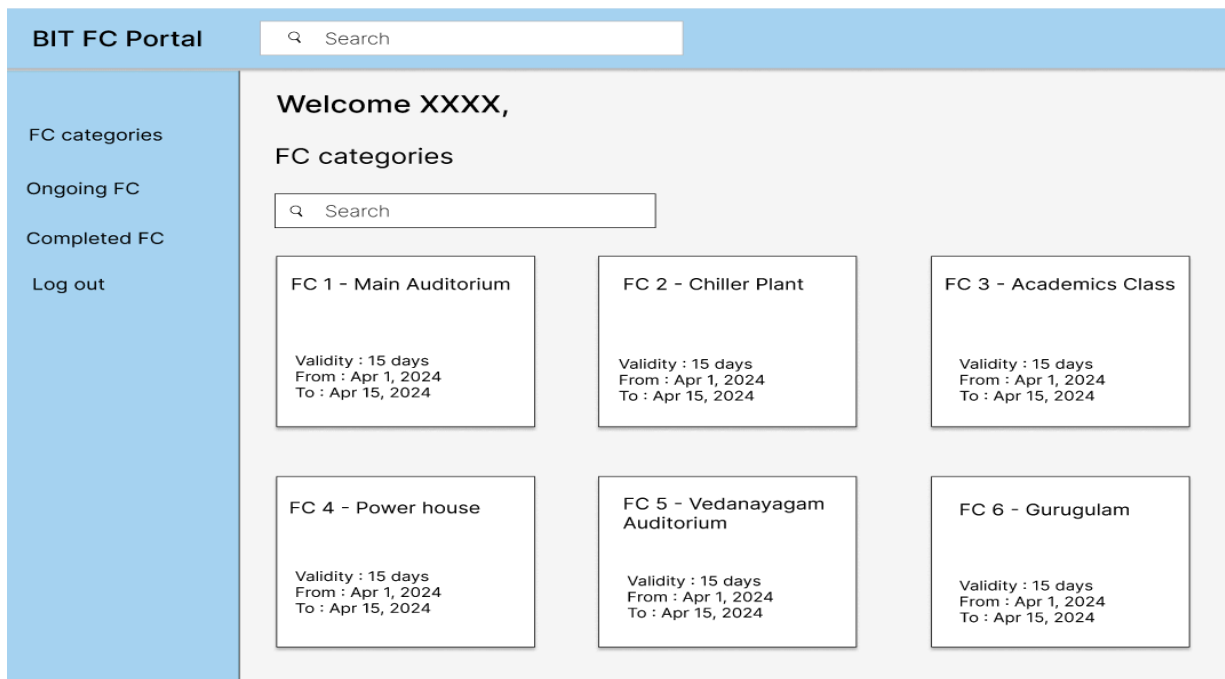 BIT FC Portal
Search
FC categories
Ongoing FC
Completed FC
Log out
Welcome XXXX,
FC categories
Search
FC 1 - Main Auditorium
Validity : 15 days
From : Apr 1, 2024
To : Apr 15, 2024
FC 2 - Chiller Plant
Validity : 15 days
From : Apr 1, 2024
To : Apr 15, 2024
FC 3 - Academics Class
Validity : 15 days
From : Apr 1, 2024
To : Apr 15, 2024
FC 4 - Power house
Validity : 15 days
From : Apr 1, 2024
To : Apr 15, 2024
FC 5 - Vedanayagam
Auditorium
Validity : 15 days
From : Apr 1, 2024
To : Apr 15, 2024
FC 6 - Gurugulam
Validity : 15 days
From : Apr 1, 2024
To : Apr 15, 2024